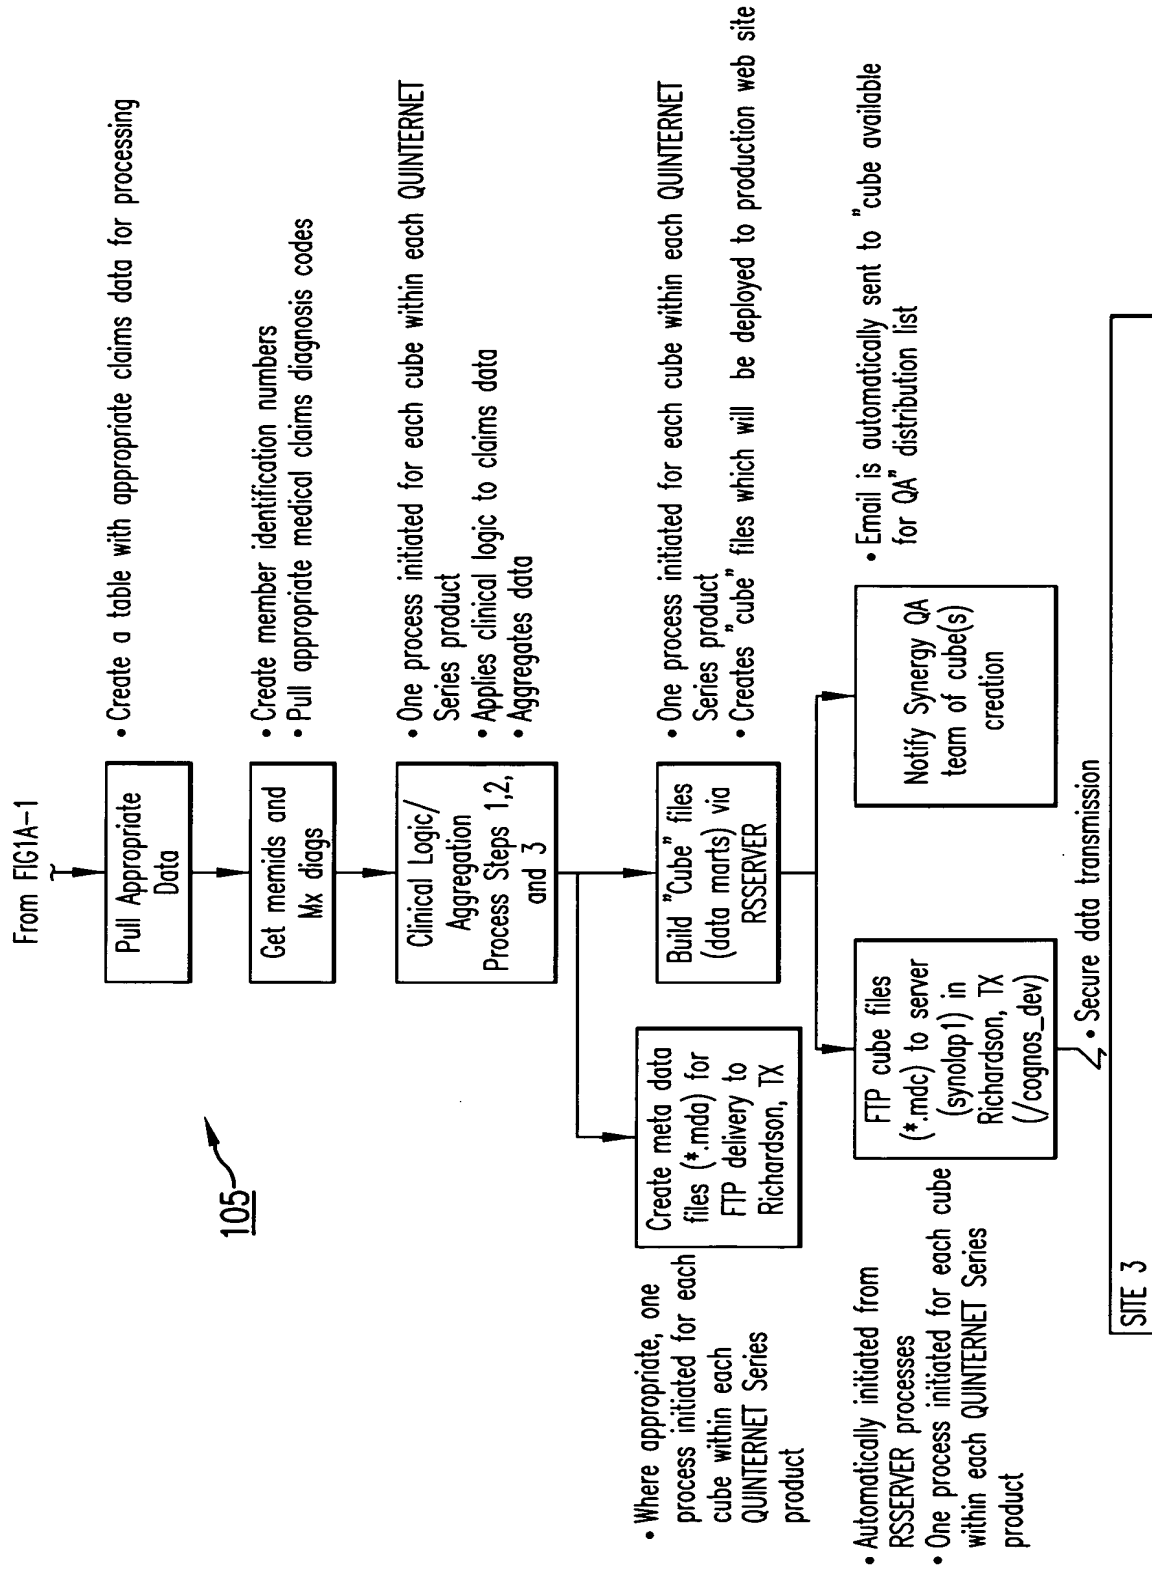 From FIG1A-1
Pull Appropriate
Data
• Create a table with appropriate claims data for processing
Get memids and
Mx diags
• Create member identification numbers
• Pull appropriate medical claims diagnosis codes
Clinical Logic/
Aggregation
Process Steps 1,2,
and 3
• One process initiated for each cube within each QUINTERNET
Series product
• Applies clinical logic to claims data
• Aggregates data
105
• Where appropriate, one
process initiated for each
cube within each
QUINTERNET Series
product
Create meta data
files (*.mda) for
FTP delivery to
Richardson, TX
Build "Cube" files
(data marts) via
RSSERVER
• One process initiated for each cube within each QUINTERNET
Series product
• Creates "cube" files which will be deployed to production web site
• Automatically initiated from
RSSERVER processes
• One process initiated for each cube
within each QUINTERNET Series
product
FTP cube files
(*.mdc) to server
(synolap1) in
Richardson, TX
(/cognos_dev)
Notify Synergy QA
team of cube(s)
creation
• Email is automatically sent to "cube available
for QA" distribution list
• Secure data transmission
SITE 3